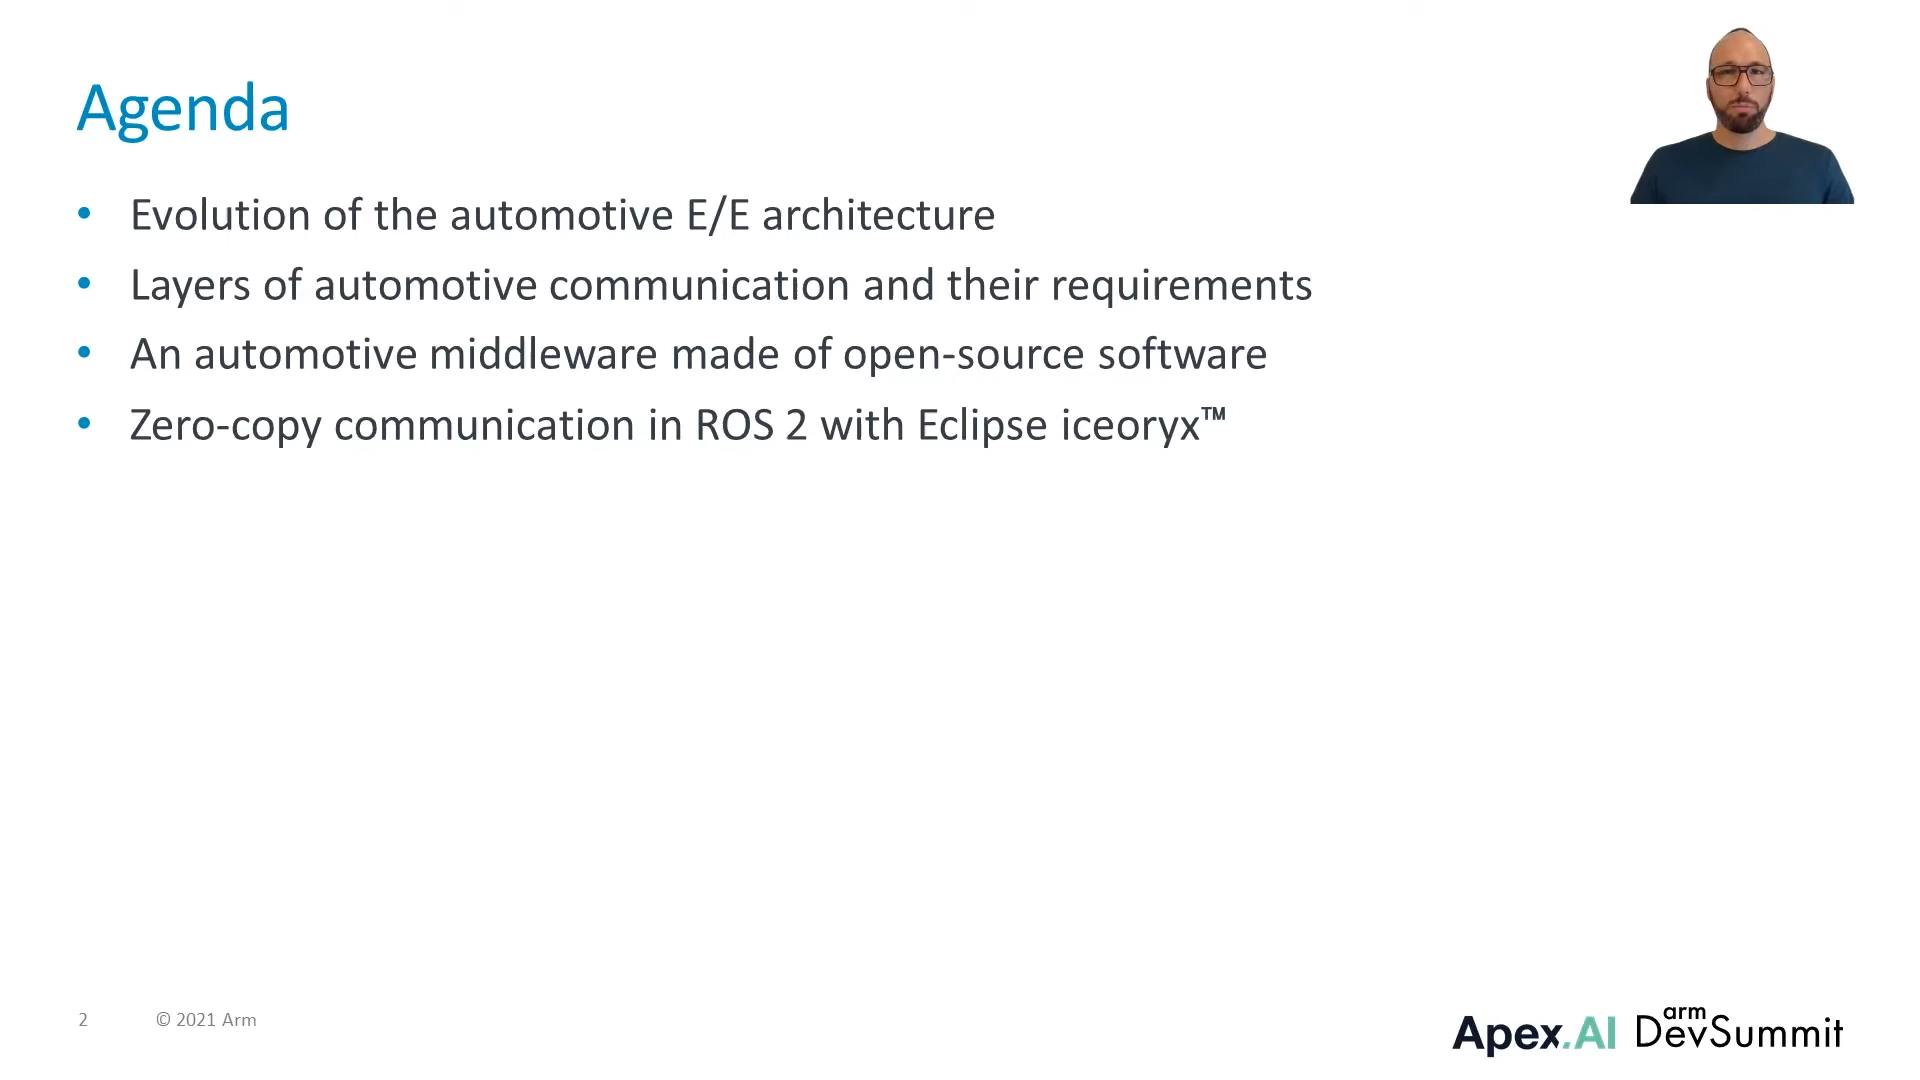 Agenda
• Evolution of the automotive E/E architecture
• Layers of automotive communication and their requirements
• An automotive middleware made of open-source software
• Zero-copy communication in ROS 2 with Eclipse iceoryx™
2 © 2021 Arm
Apex.AI
arm
DevSummit